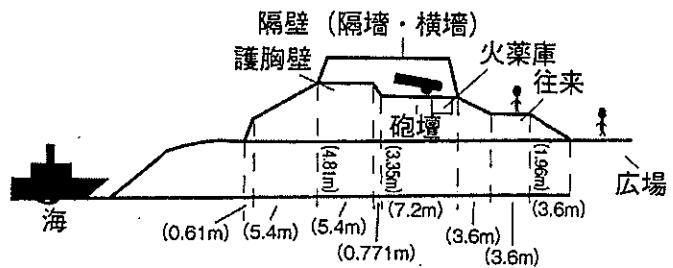 隔壁（隔墻・横墻）
護胸壁
火薬庫
往来
砲壇
(4.81m)
(3.35m)
(1.96m)
広場
海
(0.61m)
(5.4m)
(5.4m)
(0.771m)
(7.2m)
(3.6m)
(3.6m)
(3.6m)